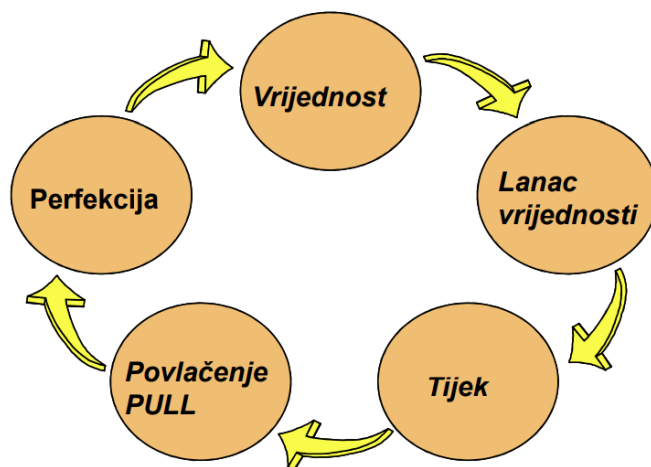 Vrijednost
Lanac
vrijednosti
Tijek
Povlačenje
PULL
Perfekcija